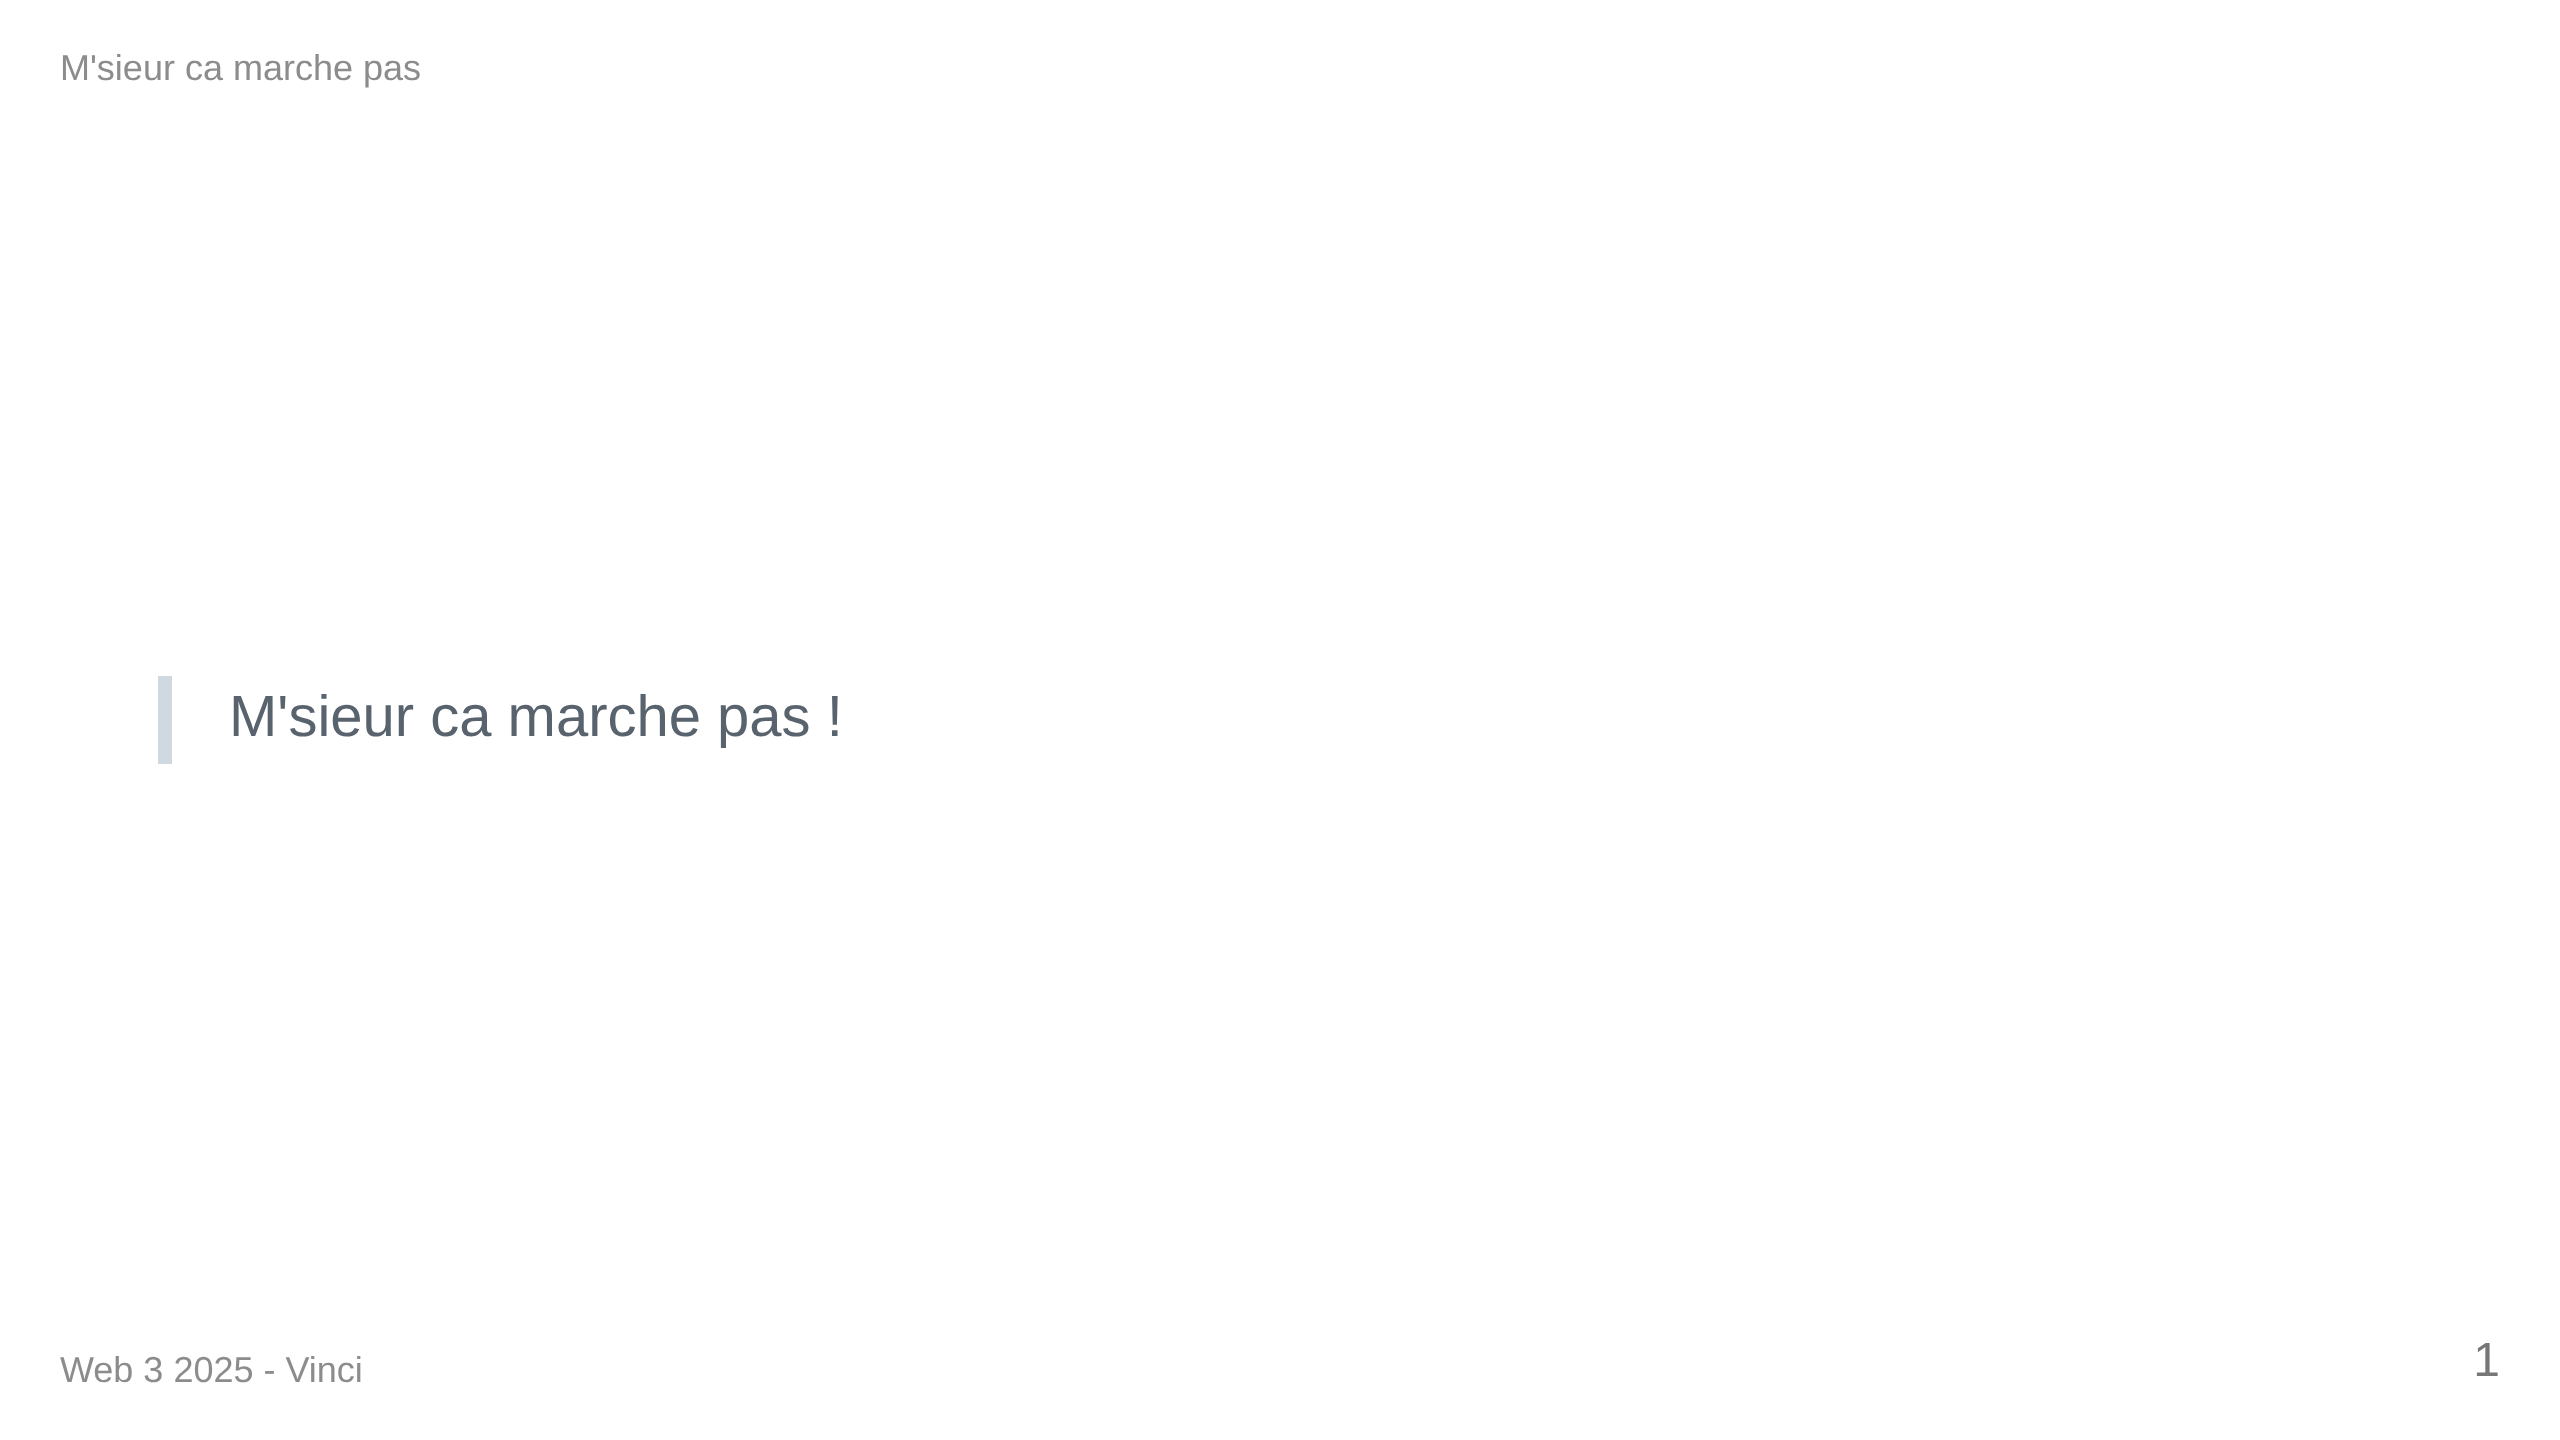 M'sieur ca marche pas
M'sieur ca marche pas !
Web 3 2025 - Vinci
1